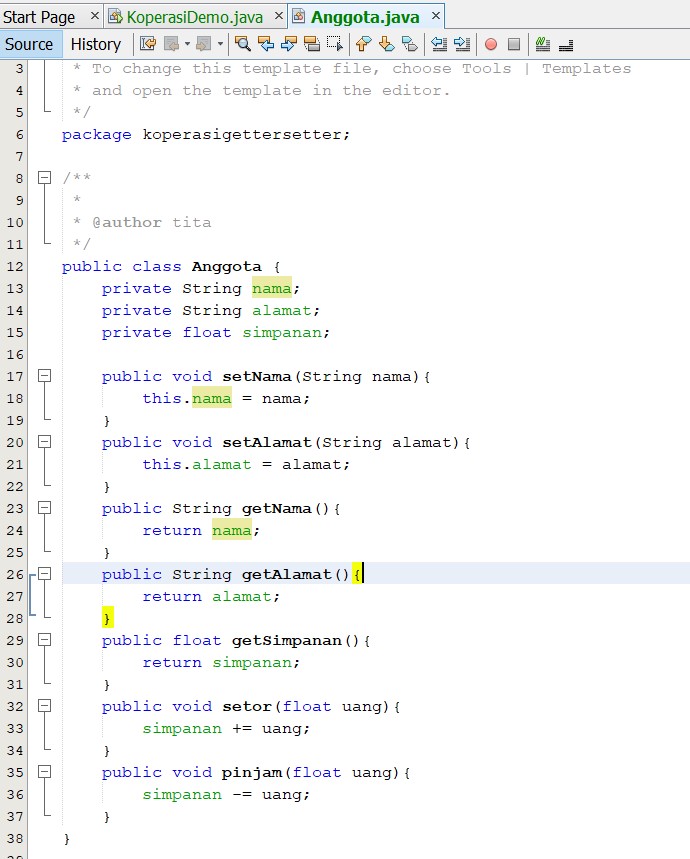 Start Page × KoperasiDemo.java × Anggota.java ×
Source History
3 * To change this template file, choose Tools | Templates
4 * and open the template in the editor.
5 */
6 package koperasigettersetter;
7
8 /**
9 *
10 * @author tita
11 */
12 public class Anggota {
13 private String nama;
14 private String alamat;
15 private float simpanan;
16
17 public void setNama(String nama){
18 this.nama = nama;
19 }
20 public void setAlamat(String alamat){
21 this.alamat = alamat;
22 }
23 public String getNama(){
24 return nama;
25 }
26 public String getAlamat(){
27 return alamat;
28 }
29 public float getSimpanan(){
30 return simpanan;
31 }
32 public void setor(float uang){
33 simpanan += uang;
34 }
35 public void pinjam(float uang){
36 simpanan -= uang;
37 }
38 }